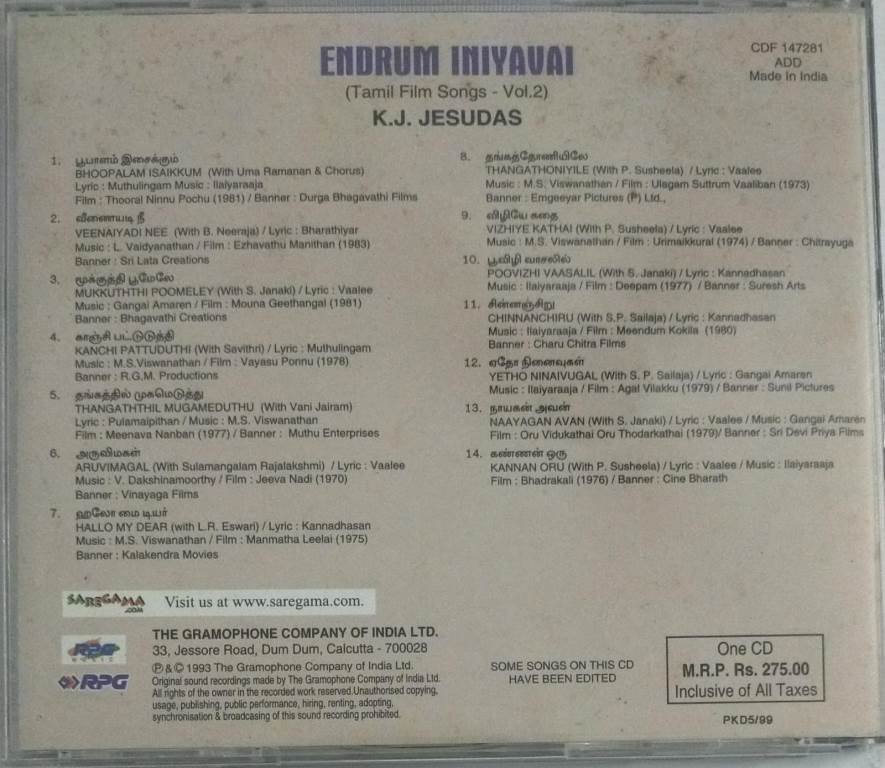 ENDRUM INIYAVAI
(Tamil Film Songs - Vol.2)
K.J. JESUDAS
CDF 147281
ADD
Made In India
1. பூபாளம் இசைக்கும்
BHOOPALAM ISAIKKUM (With Uma Ramanan & Chorus)
Lyric : Muthulingam Music : Ilaiyaraaja
Film : Thooral Ninnu Pochu (1981) / Banner : Durga Bhagavathi Films
2. வீணையடி நீ
VEENAIYADI NEE (With B. Neeraja) / Lyric : Bharathiyar
Music : L. Vaidyanathan / Film : Ezhavathu Manithan (1983)
Banner : Sri Lata Creations
3. மூக்குத்தி பூமேலே
MUKKUTHTHI POOMELEY (With S. Janaki) / Lyric : Vaalee
Music : Gangai Amaren / Film : Mouna Geethangal (1981)
Banner : Bhagavathi Creations
4. காஞ்சி பட்டுடுத்தி
KANCHI PATTUDUTHI (With Savithri) / Lyric : Muthulingam
Music : M.S.Viswanathan / Film : Vayasu Ponnu (1978)
Banner : R.G.M. Productions
5. தங்கத்தில் முகமெடுத்து
THANGATHTHIL MUGAMEDUTHU (With Vani Jairam)
Lyric : Pulamaipithan / Music : M.S. Viswanathan
Film : Meenava Nanban (1977) / Banner : Muthu Enterprises
6. அருவிமகள்
ARUVIMAGAL (With Sulamangalam Rajalakshmi) / Lyric : Vaalee
Music : V. Dakshinamoorthy / Film : Jeeva Nadi (1970)
Banner : Vinayaga Films
7. ஹலோ மை டியர்
HALLO MY DEAR (with L.R. Eswari) / Lyric : Kannadhasan
Music : M.S. Viswanathan / Film : Manmatha Leelai (1975)
Banner : Kalakendra Movies
8. தங்கத்தோணியிலே
THANGATHONIYILE (With P. Susheela) / Lyric : Vaalee
Music : M.S. Viswanathan / Film : Ulagam Suttrum Vaaliban (1973)
Banner : Emgeeyar Pictures (P) Ltd.,
9. விழியே கதை
VIZHIYE KATHAI (With P. Susheela) / Lyric : Vaalee
Music : M.S. Viswanathan / Film : Urimaikkural (1974) / Banner : Chitrayuga
10. பூவிழி வாசலில்
POOVIZHI VAASALIL (With S. Janaki) / Lyric : Kannadhasan
Music : Ilaiyaraaja / Film : Deepam (1977) / Banner : Suresh Arts
11. சின்னஞ்சிறு
CHINNANCHIRU (With S.P. Sailaja) / Lyric : Kannadhasan
Music : Ilaiyaraaja / Film : Meendum Kokila (1980)
Banner : Charu Chitra Films
12. ஏதோ நினைவுகள்
YETHO NINAIVUGAL (With S. P. Sailaja) / Lyric : Gangai Amaren
Music : Ilaiyaraaja / Film : Agal Vilakku (1979) / Banner : Sunil Pictures
13. நாயகன் அவன்
NAAYAGAN AVAN (With S. Janaki) / Lyric : Vaalee / Music : Gangai Amaren
Film : Oru Vidukathai Oru Thodarkathai (1979)/ Banner : Sri Devi Priya Films
14. கண்ணன் ஒரு
KANNAN ORU (With P. Susheela) / Lyric : Vaalee / Music : Ilaiyaraaja
Film : Bhadrakali (1976) / Banner : Cine Bharath
SAREGAMA .COM Visit us at www.saregama.com.
RPG MUSIC
RPG
THE GRAMOPHONE COMPANY OF INDIA LTD.
33, Jessore Road, Dum Dum, Calcutta - 700028
℗ & © 1993 The Gramophone Company of India Ltd.
Original sound recordings made by The Gramophone Company of India Ltd.
All rights of the owner in the recorded work reserved.Unauthorised copying,
usage, publishing, public performance, hiring, renting, adopting,
synchronisation & broadcasing of this sound recording prohibited.
SOME SONGS ON THIS CD
HAVE BEEN EDITED
One CD
M.R.P. Rs. 275.00
Inclusive of All Taxes
PKD5/99